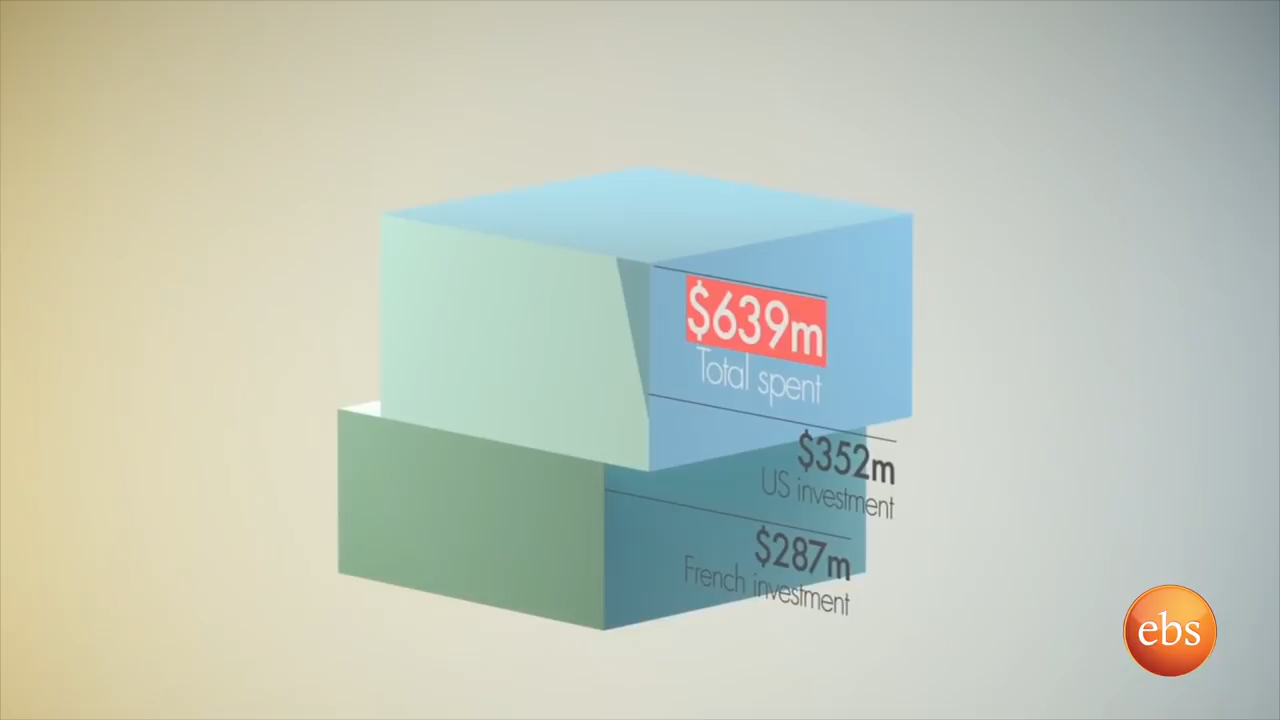 $639m
Total spent
$352m
US investment
$287m
French investment
ebs